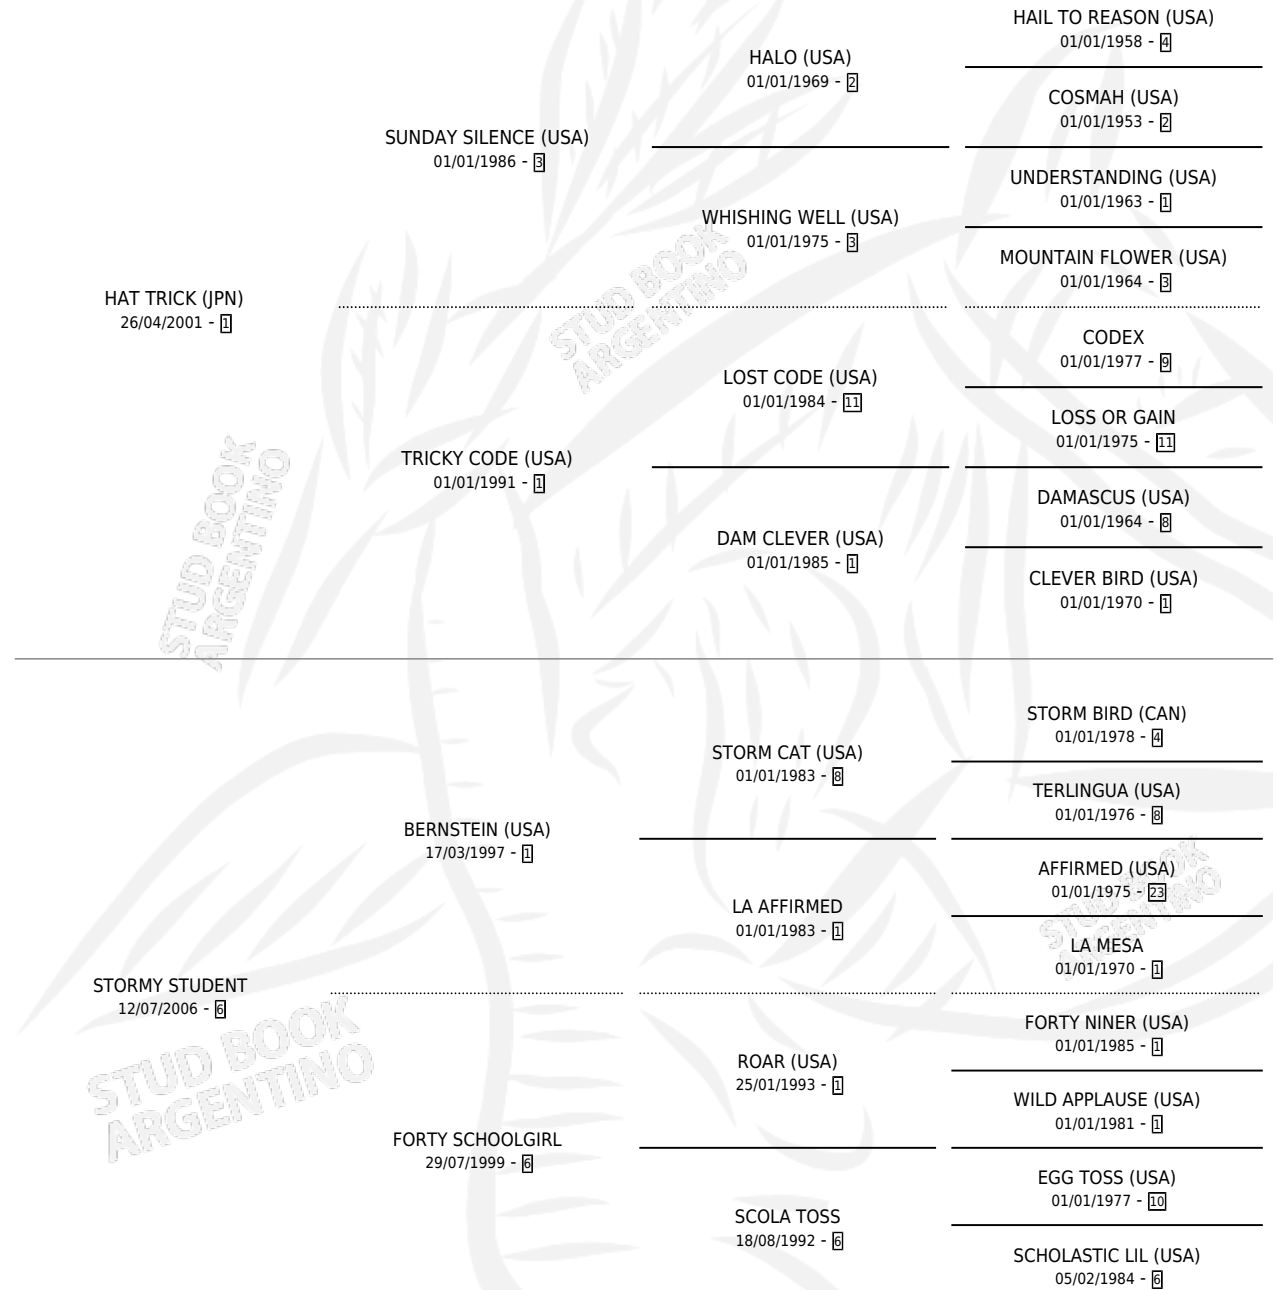 HAIL TO REASON (USA)
01/01/1958 - 4
HALO (USA)
01/01/1969 - 2
COSMAH (USA)
01/01/1953 - 2
SUNDAY SILENCE (USA)
01/01/1986 - 3
UNDERSTANDING (USA)
01/01/1963 - 1
WHISHING WELL (USA)
01/01/1975 - 3
MOUNTAIN FLOWER (USA)
01/01/1964 - 3
HAT TRICK (JPN)
26/04/2001 - 1
CODEX
01/01/1977 - 9
LOST CODE (USA)
01/01/1984 - 11
LOSS OR GAIN
01/01/1975 - 11
TRICKY CODE (USA)
01/01/1991 - 1
DAMASCUS (USA)
01/01/1964 - 8
DAM CLEVER (USA)
01/01/1985 - 1
CLEVER BIRD (USA)
01/01/1970 - 1
STORM BIRD (CAN)
01/01/1978 - 4
STORM CAT (USA)
01/01/1983 - 8
TERLINGUA (USA)
01/01/1976 - 8
BERNSTEIN (USA)
17/03/1997 - 1
AFFIRMED (USA)
01/01/1975 - 23
LA AFFIRMED
01/01/1983 - 1
LA MESA
01/01/1970 - 1
STORMY STUDENT
12/07/2006 - 6
FORTY NINER (USA)
01/01/1985 - 1
ROAR (USA)
25/01/1993 - 1
WILD APPLAUSE (USA)
01/01/1981 - 1
FORTY SCHOOLGIRL
29/07/1999 - 6
EGG TOSS (USA)
01/01/1977 - 10
SCOLA TOSS
18/08/1992 - 6
SCHOLASTIC LIL (USA)
05/02/1984 - 6
STUD BOOK
ARGENTINO
STUD BOOK
ARGENTINO
STUD BOOK
ARGENTINO
STUD BOOK
ARGENTINO